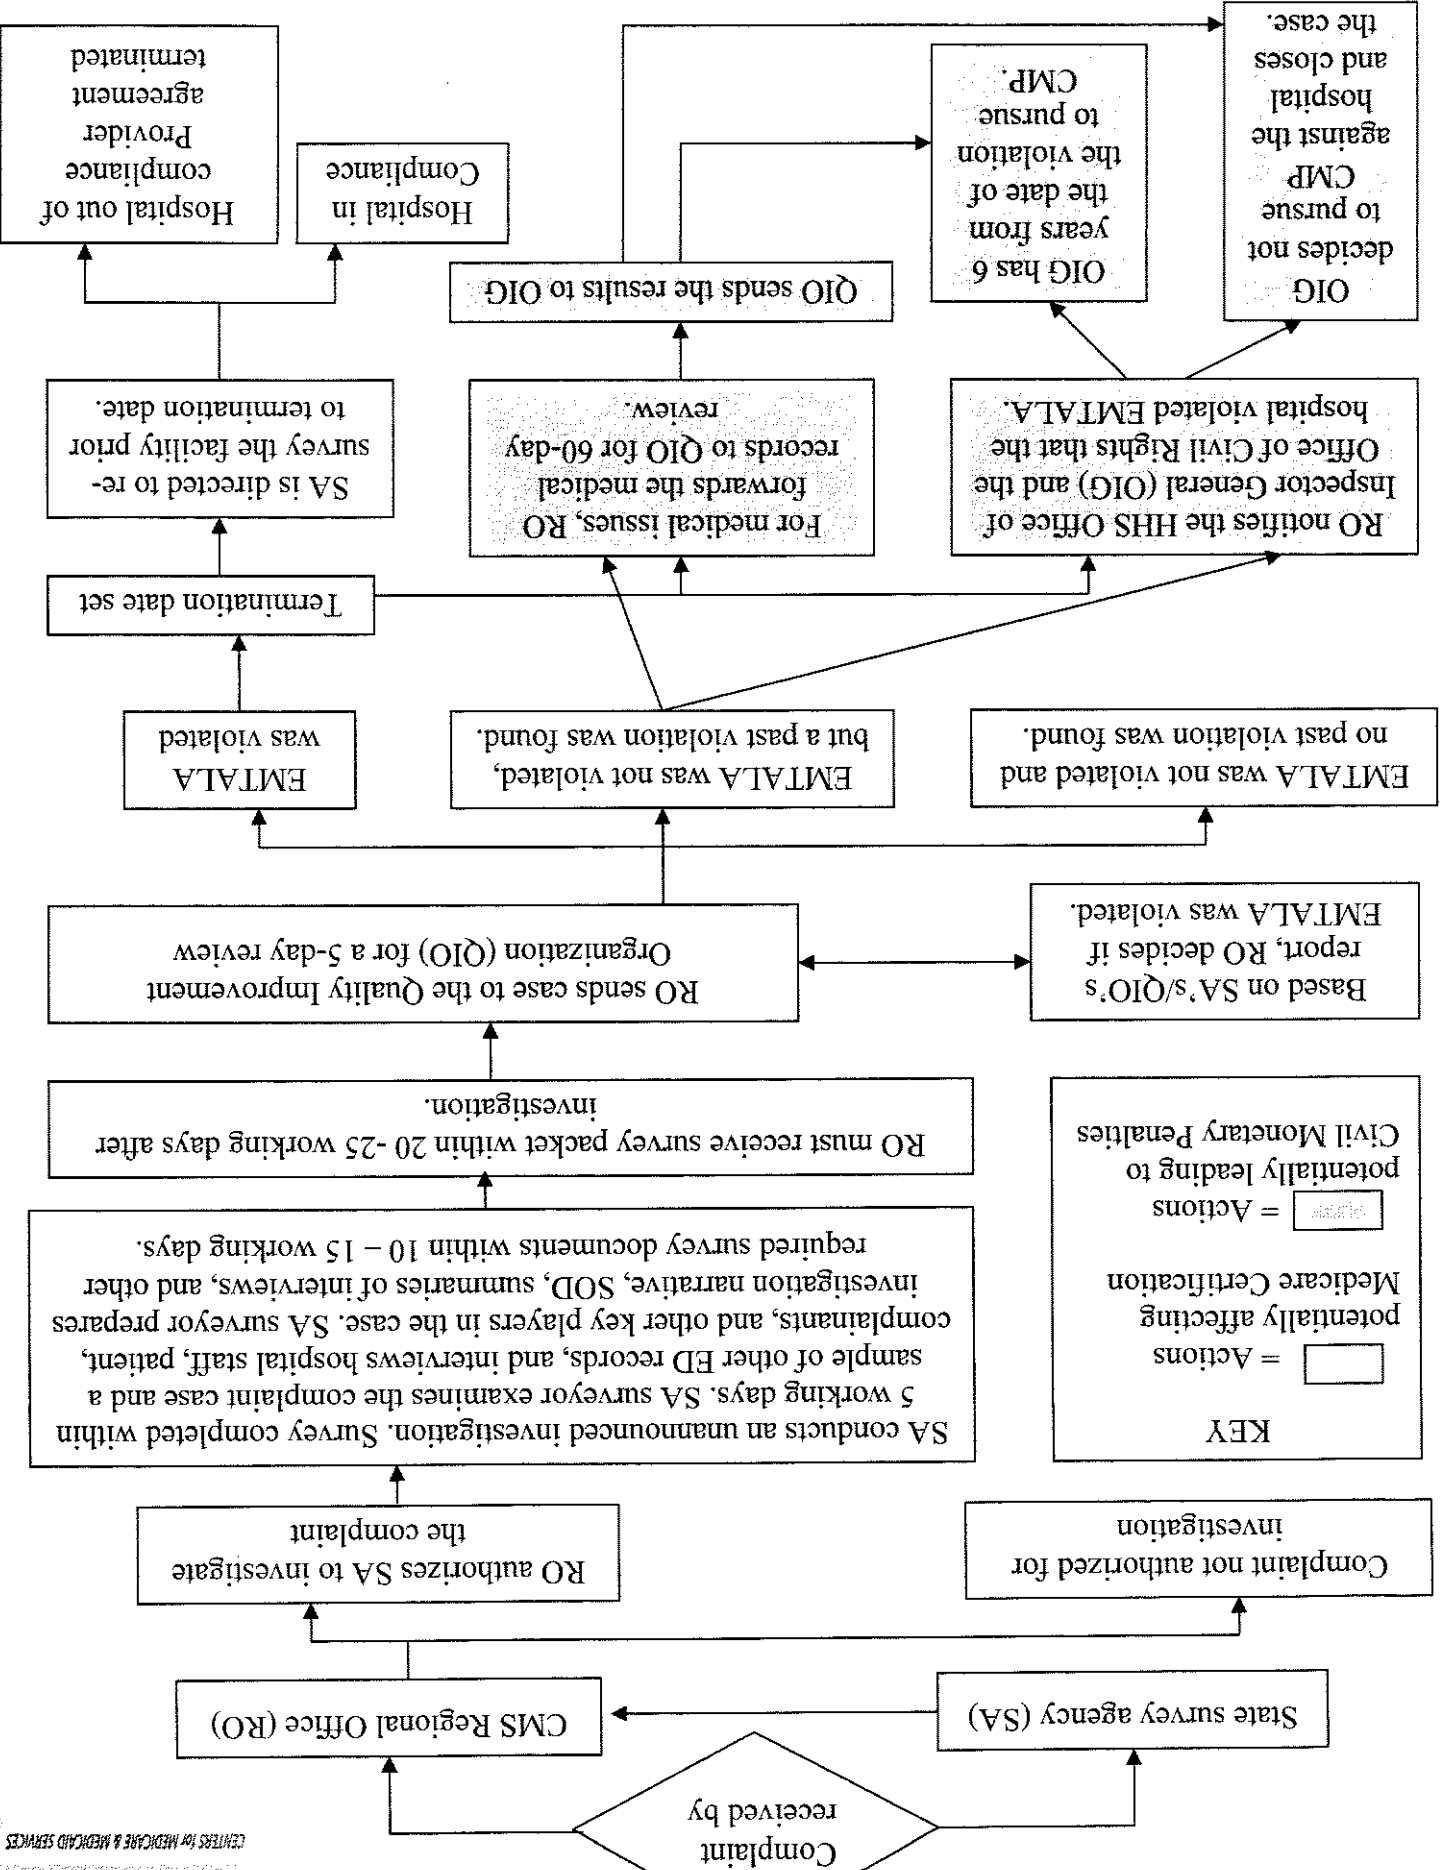 CENTERS for MEDICARE & MEDICAID SERVICES
Complaint
received by
State survey agency (SA)
CMS Regional Office (RO)
Complaint not authorized for
investigation
RO authorizes SA to investigate
the complaint
KEY
= Actions
potentially affecting
Medicare Certification
= Actions
potentially leading to
Civil Monetary Penalties
SA conducts an unannounced investigation. Survey completed within
5 working days. SA surveyor examines the complaint case and a
sample of other ED records, and interviews hospital staff, patient,
complainants, and other key players in the case. SA surveyor prepares
investigation narrative, SOD, summaries of interviews, and other
required survey documents within 10 – 15 working days.
RO must receive survey packet within 20 -25 working days after
investigation.
Based on SA's/QIO's
report, RO decides if
EMTALA was violated.
RO sends case to the Quality Improvement
Organization (QIO) for a 5-day review
EMTALA was not violated and
no past violation was found.
EMTALA was not violated,
but a past violation was found.
EMTALA
was violated
Termination date set
RO notifies the HHS Office of
Inspector General (OIG) and the
Office of Civil Rights that the
hospital violated EMTALA.
For medical issues, RO
forwards the medical
records to QIO for 60-day
review.
SA is directed to re-
survey the facility prior
to termination date.
OIG
decides not
to pursue
CMP
against the
hospital
and closes
the case.
OIG has 6
years from
the date of
the violation
to pursue
CMP.
QIO sends the results to OIG
Hospital in
Compliance
Hospital out of
compliance
Provider
agreement
terminated